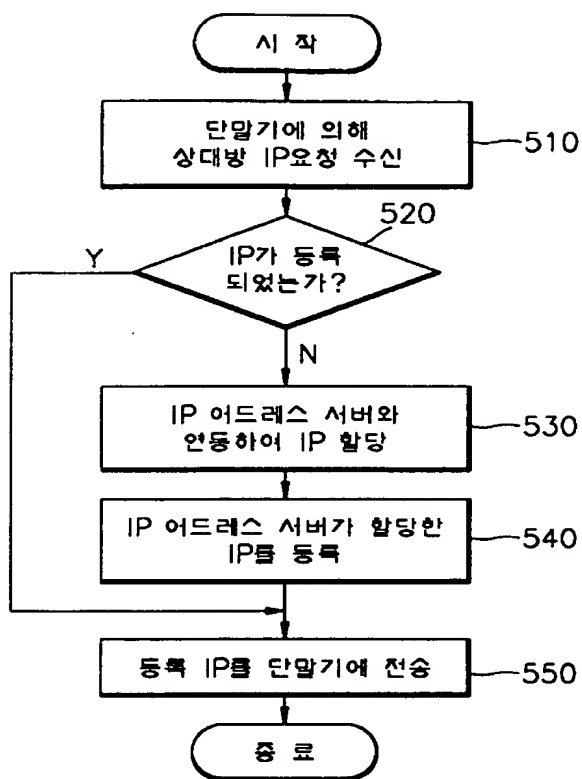 시 작
단말기에 의해
상대방 IP요청 수신
510
520
IP가 등록
되었는가?
Y
N
IP 어드레스 서버와
연동하여 IP 할당
530
IP 어드레스 서버가 할당한
IP를 등록
540
등록 IP를 단말기에 전송
550
종 료